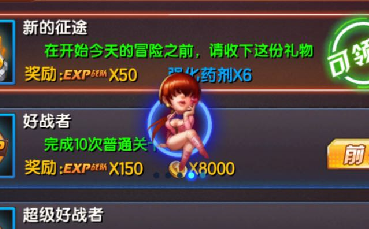 新的征途
在开始今天的冒险之前，请收下这份礼物
奖励:EXP战队X50 强化药剂X6
可领
好战者
完成10次普通关
奖励:EXP战队X150 X8000
前
超级好战者